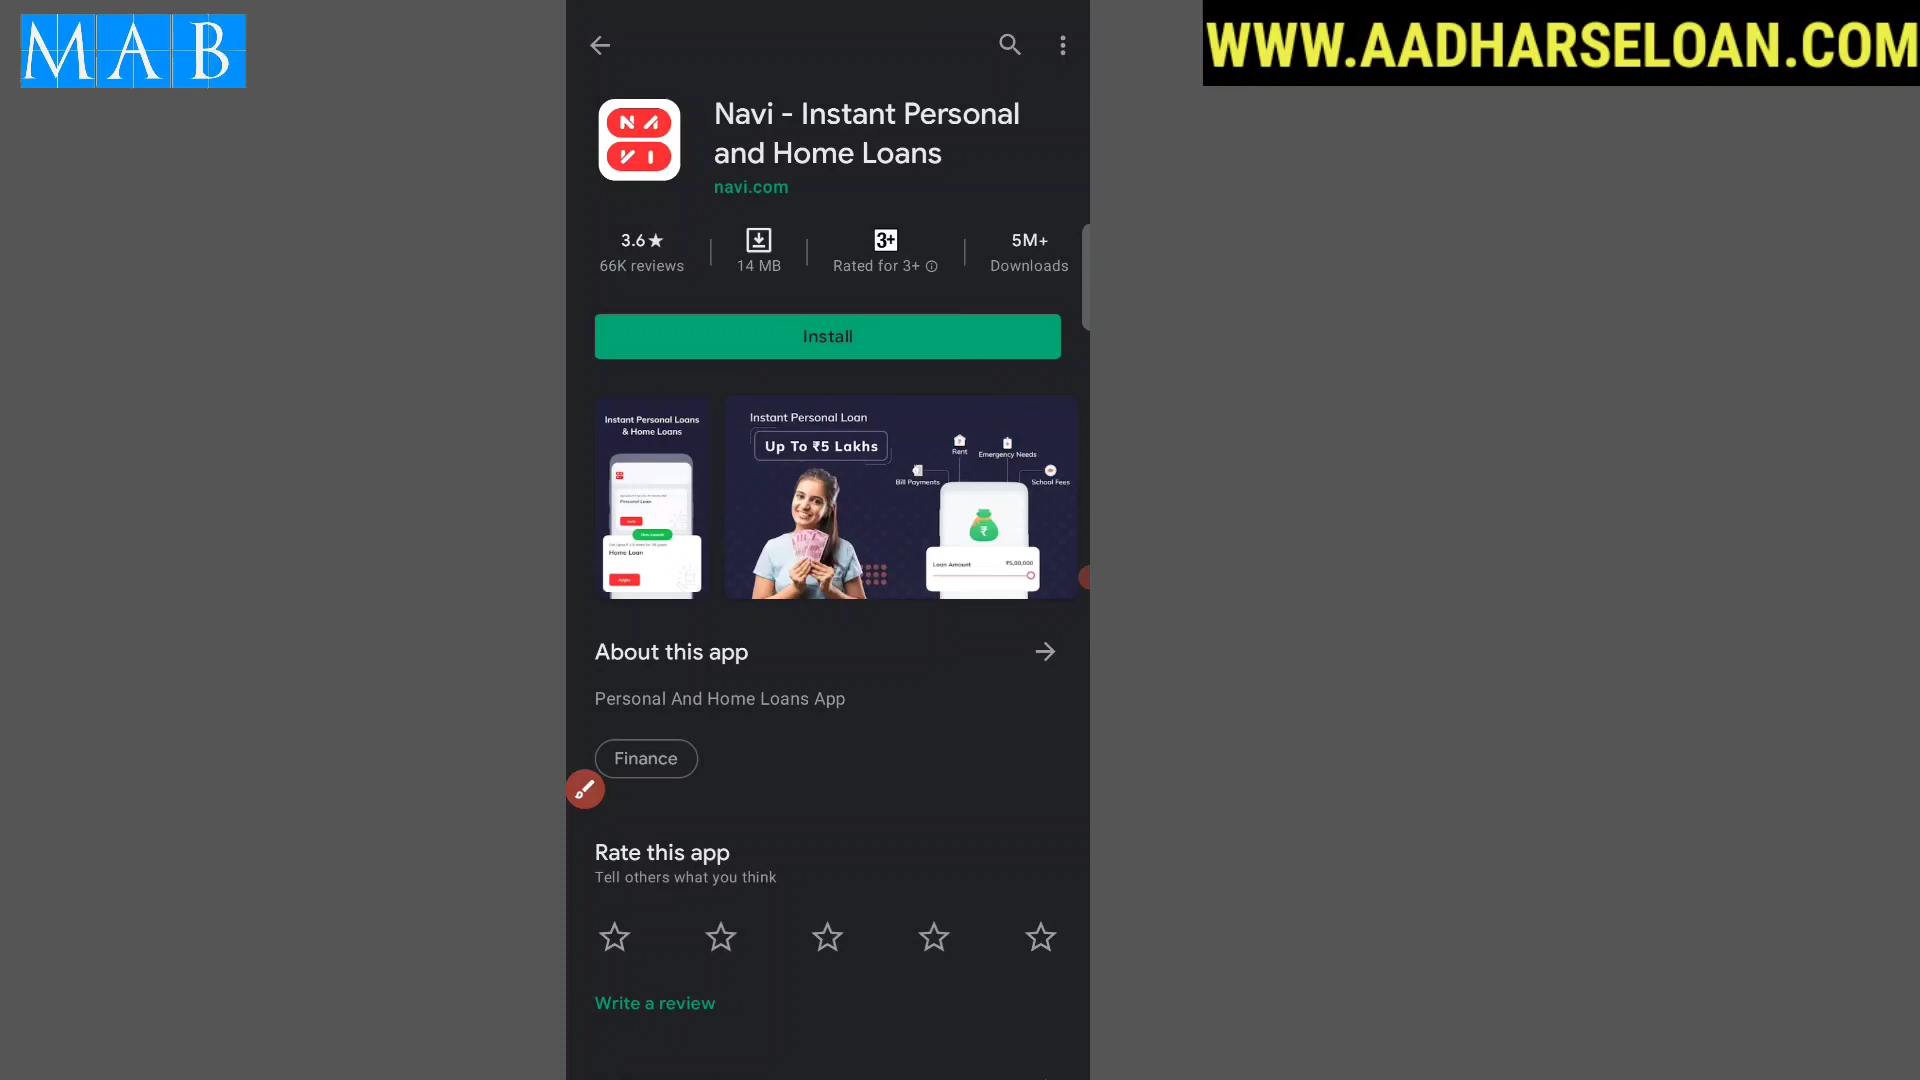 MAB
WWW.AADHARSELOAN.COM
NAVI
Navi - Instant Personal
and Home Loans
navi.com
3.6★
66K reviews
14 MB
3+
Rated for 3+
5M+
Downloads
Install
Instant Personal Loans
& Home Loans
Personal Loan
Home Loan
Instant Personal Loan
Up To ₹5 Lakhs
Rent
Emergency Needs
Bill Payments
School Fees
₹
Loan Amount
₹5,00,000
About this app
Personal And Home Loans App
Finance
Rate this app
Tell others what you think
Write a review